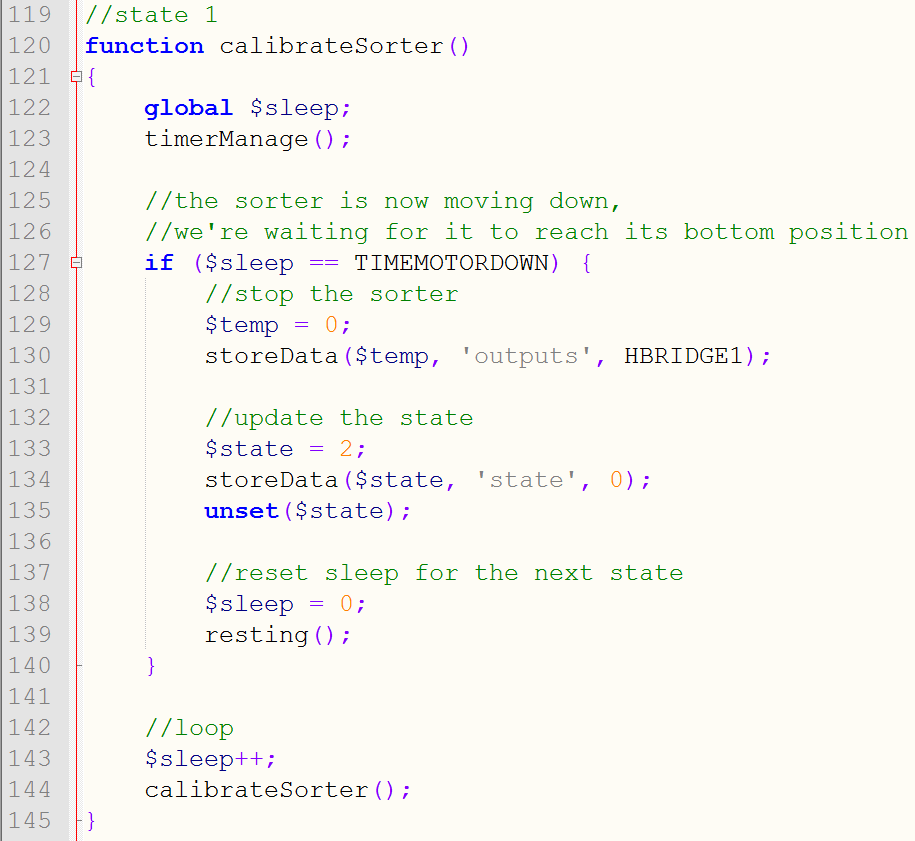 119 //state 1
120 function calibrateSorter()
121 {
122     global $sleep;
123     timerManage();
124
125     //the sorter is now moving down,
126     //we're waiting for it to reach its bottom position
127     if ($sleep == TIMEMOTORDOWN) {
128         //stop the sorter
129         $temp = 0;
130         storeData($temp, 'outputs', HBRIDGE1);
131
132         //update the state
133         $state = 2;
134         storeData($state, 'state', 0);
135         unset($state);
136
137         //reset sleep for the next state
138         $sleep = 0;
139         resting();
140     }
141
142     //loop
143     $sleep++;
144     calibrateSorter();
145 }